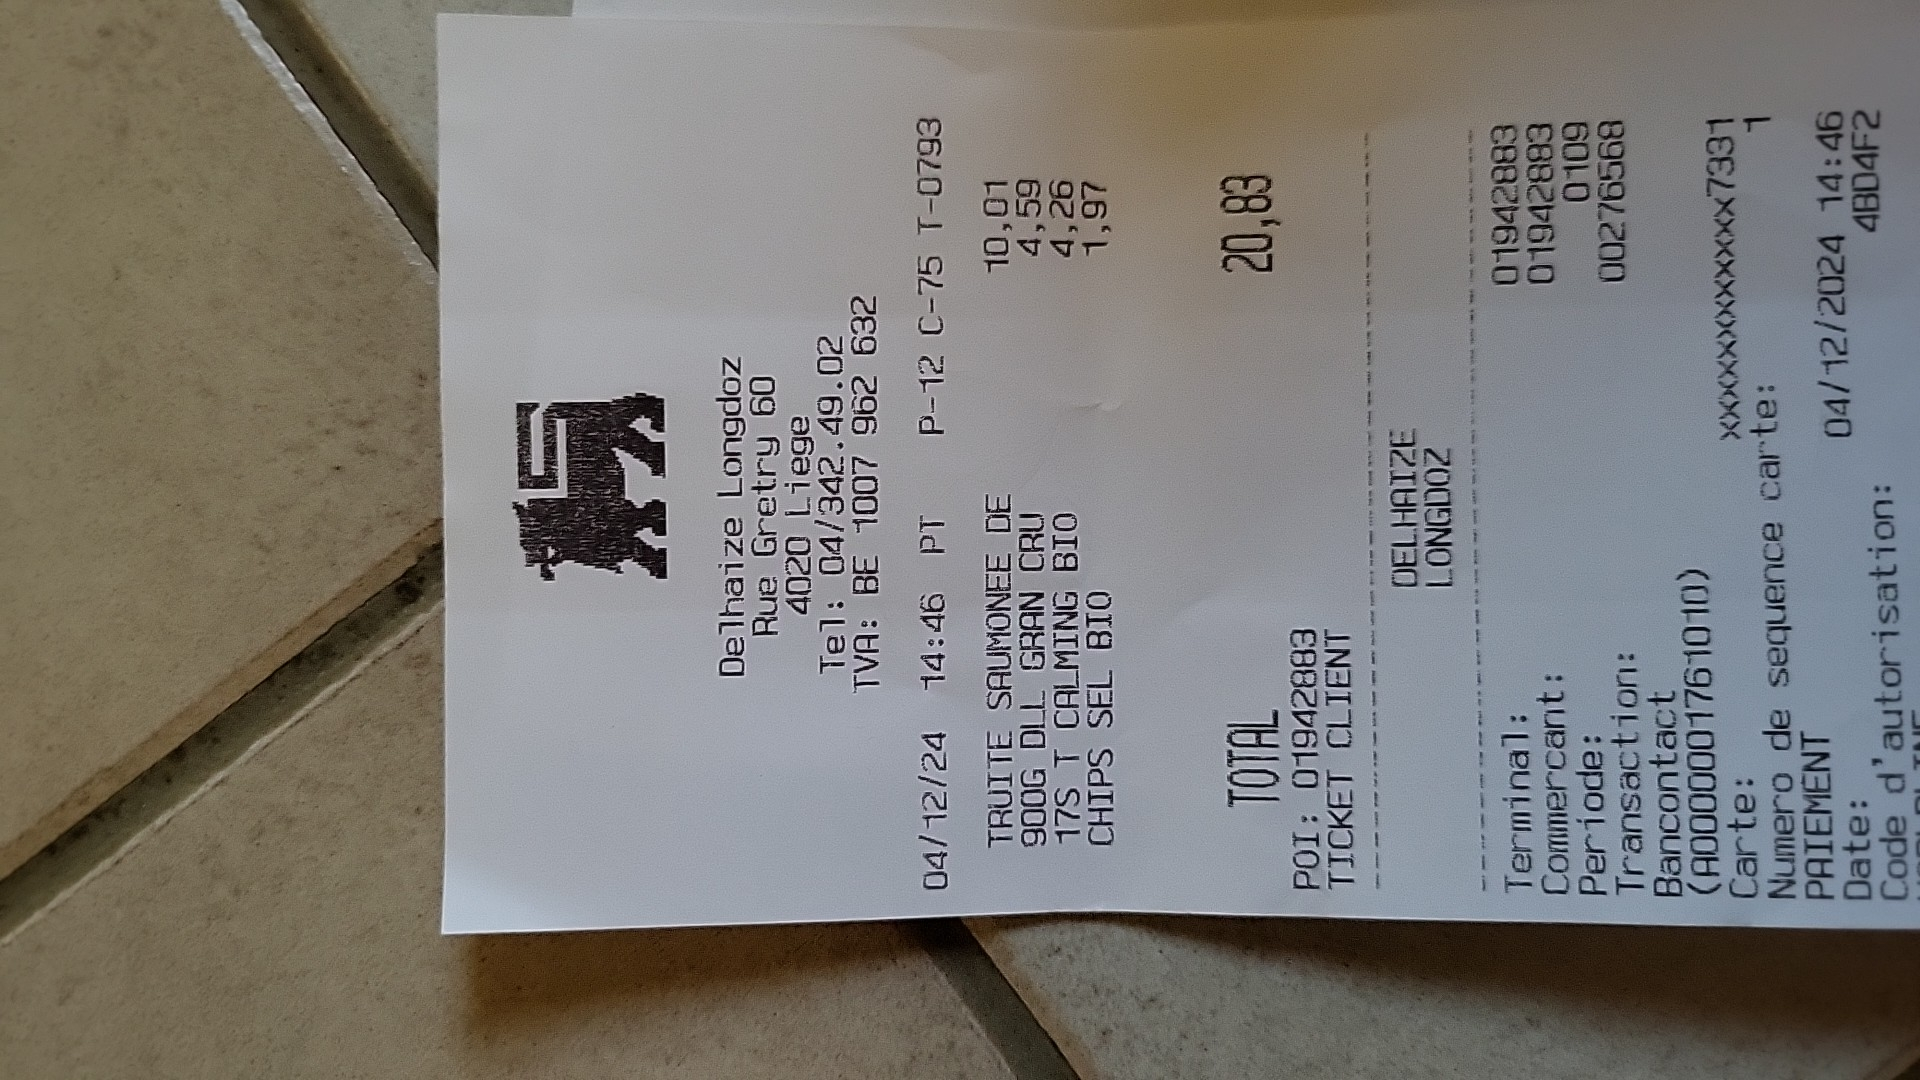 Delhaize Longdoz
Rue Gretry 60
4020 Liege
Tel: 04/342.49.02
TVA: BE 1007 962 632
04/12/24 14:46 PT P-12 C-75 T-0793
TRUITE SAUMONEE DE 10,01
900G DLL GRAN CRU 4,59
17S T CALMING BIO 4,26
CHIPS SEL BIO 1,97
TOTAL 20,83
POI: 01942883
TICKET CLIENT
DELHAIZE
LONGDOZ
Terminal: 01942883
Commercant: 01942883
Periode: 0109
Transaction: 00276568
Bancontact
(A0000001761010)
Carte: xxxxxxxxxxxxx7331
Numero de sequence carte: 1
PAIEMENT
Date: 04/12/2024 14:46
Code d'autorisation: 4BD4F2